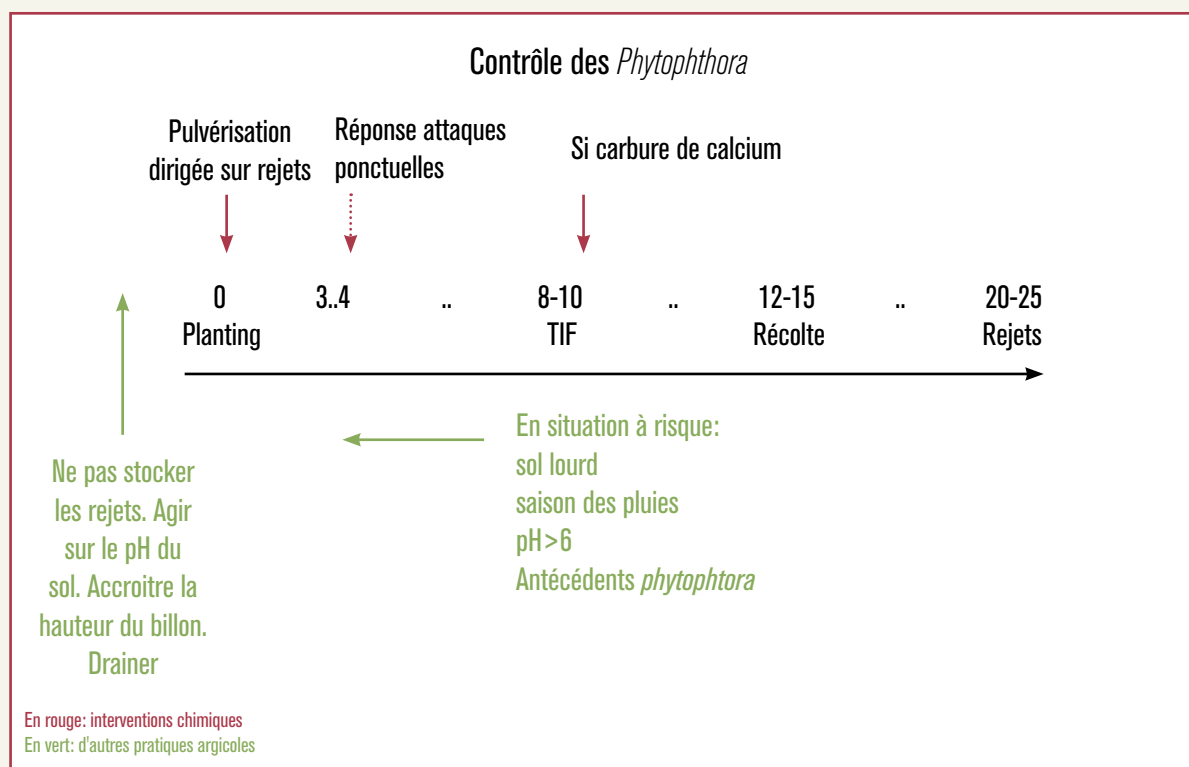 Contrôle des Phytophthora
Pulvérisation
dirigée sur rejets
Réponse attaques
ponctuelles
Si carbure de calcium
0 3..4 .. 8-10 .. 12-15 .. 20-25
Planting TIF Récolte Rejets
Ne pas stocker
les rejets. Agir
sur le pH du
sol. Accroitre la
hauteur du billon.
Drainer
En situation à risque:
sol lourd
saison des pluies
pH>6
Antécédents phytophtora
En rouge: interventions chimiques
En vert: d'autres pratiques argicoles